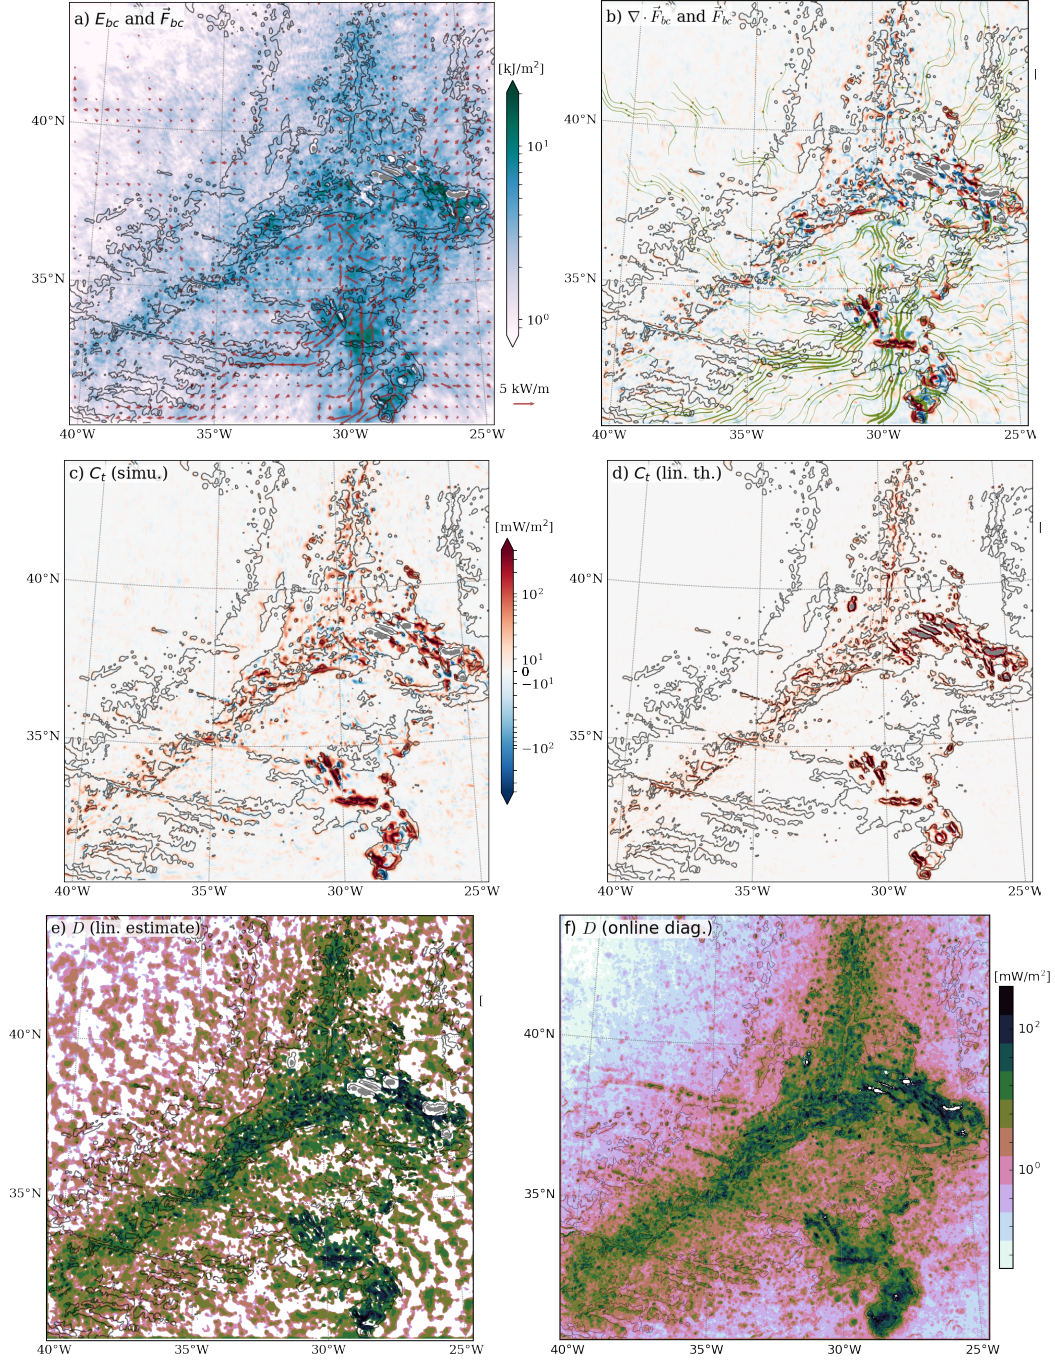 a) E_bc and F⃗_bc
[kJ/m²]
10¹
10⁰
5 kW/m
40°N
35°N
40°W 35°W 30°W 25°W
b) ∇ · F⃗_bc and F⃗_bc
[
40°N
35°N
40°W 35°W 30°W 25°W
c) C_t (simu.)
[mW/m²]
10²
10¹
0
−10¹
−10²
40°N
35°N
40°W 35°W 30°W 25°W
d) C_t (lin. th.)
[
40°N
35°N
40°W 35°W 30°W 25°W
e) D (lin. estimate)
[
40°N
35°N
40°W 35°W 30°W 25°W
f) D (online diag.)
[mW/m²]
10²
10⁰
40°N
35°N
40°W 35°W 30°W 25°W